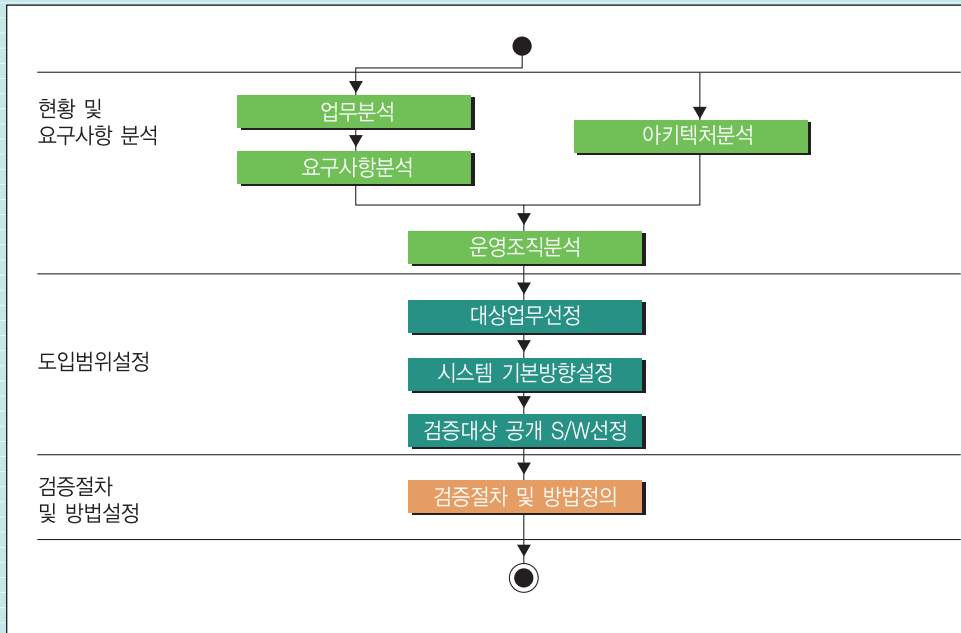 현황 및
요구사항 분석
업무분석
아키텍처분석
요구사항분석
운영조직분석
도입범위설정
대상업무선정
시스템 기본방향설정
검증대상 공개 S/W선정
검증절차
및 방법설정
검증절차 및 방법정의